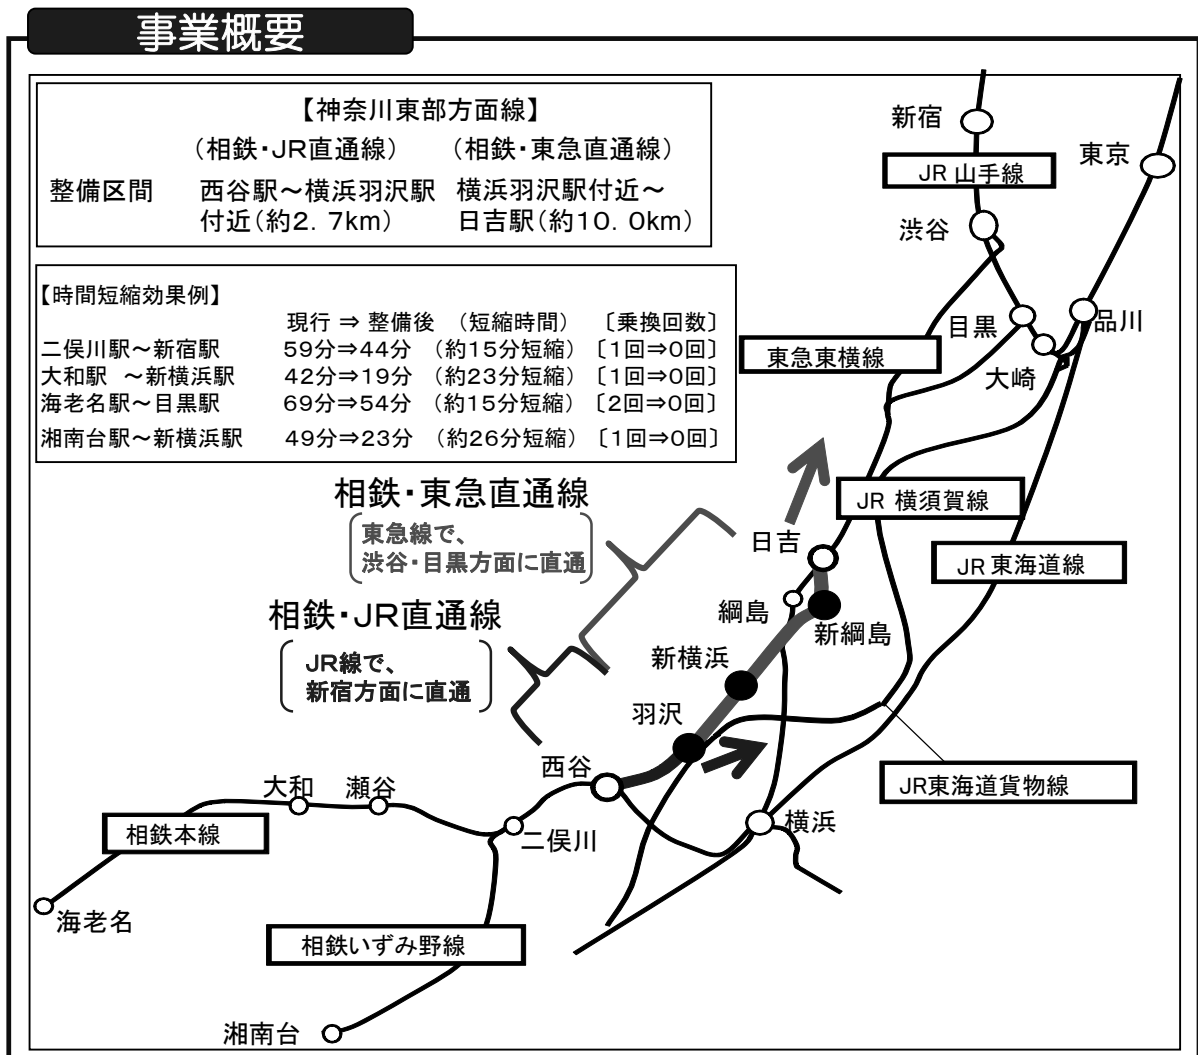 事業概要
【神奈川東部方面線】
(相鉄・JR直通線) (相鉄・東急直通線)
整備区間 西谷駅～横浜羽沢駅 横浜羽沢駅付近～
付近(約2．7km) 日吉駅(約10．0km)
【時間短縮効果例】
現行 ⇒ 整備後 (短縮時間) 〔乗換回数〕
二俣川駅～新宿駅 59分⇒44分 (約15分短縮) 〔1回⇒0回〕
大和駅 ～新横浜駅 42分⇒19分 (約23分短縮) 〔1回⇒0回〕
海老名駅～目黒駅 69分⇒54分 (約15分短縮) 〔2回⇒0回〕
湘南台駅～新横浜駅 49分⇒23分 (約26分短縮) 〔1回⇒0回〕
新宿
東京
JR 山手線
渋谷
目黒
品川
東急東横線
大崎
相鉄・東急直通線
東急線で、
渋谷・目黒方面に直通
JR 横須賀線
日吉
JR 東海道線
相鉄・JR直通線
綱島
新綱島
JR線で、
新宿方面に直通
新横浜
羽沢
西谷
JR東海道貨物線
大和
瀬谷
横浜
相鉄本線
二俣川
海老名
相鉄いずみ野線
湘南台